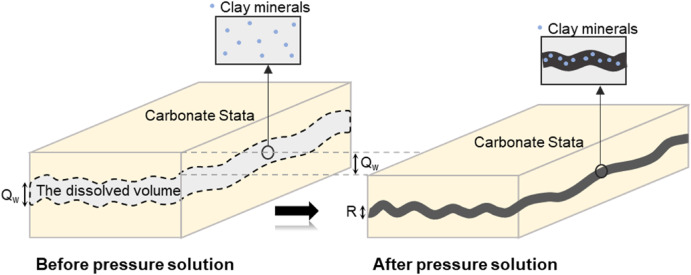 Clay minerals
Clay minerals
Carbonate Stata
Carbonate Stata
Qw
The dissolved volume
Qw
R
Before pressure solution
After pressure solution